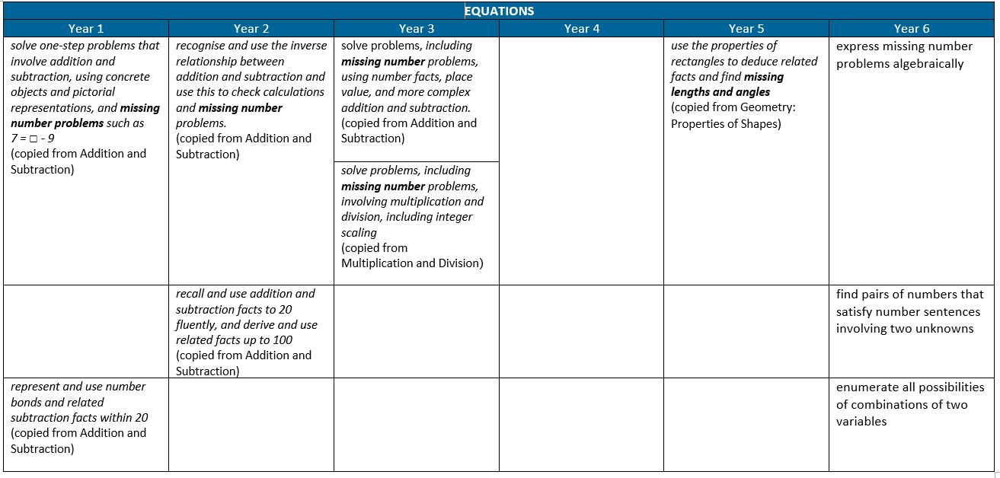 EQUATIONS
Year 1
Year 2
Year 3
Year 4
Year 5
Year 6
solve one-step problems that
involve addition and
subtraction, using concrete
objects and pictorial
representations, and missing
number problems such as
7 = □ - 9
(copied from Addition and
Subtraction)
recognise and use the inverse
relationship between
addition and subtraction and
use this to check calculations
and missing number
problems.
(copied from Addition and
Subtraction)
solve problems, including
missing number problems,
using number facts, place
value, and more complex
addition and subtraction.
(copied from Addition and
Subtraction)
solve problems, including
missing number problems,
involving multiplication and
division, including integer
scaling
(copied from
Multiplication and Division)
use the properties of
rectangles to deduce related
facts and find missing
lengths and angles
(copied from Geometry:
Properties of Shapes)
express missing number
problems algebraically
recall and use addition and
subtraction facts to 20
fluently, and derive and use
related facts up to 100
(copied from Addition and
Subtraction)
find pairs of numbers that
satisfy number sentences
involving two unknowns
represent and use number
bonds and related
subtraction facts within 20
(copied from Addition and
Subtraction)
enumerate all possibilities
of combinations of two
variables